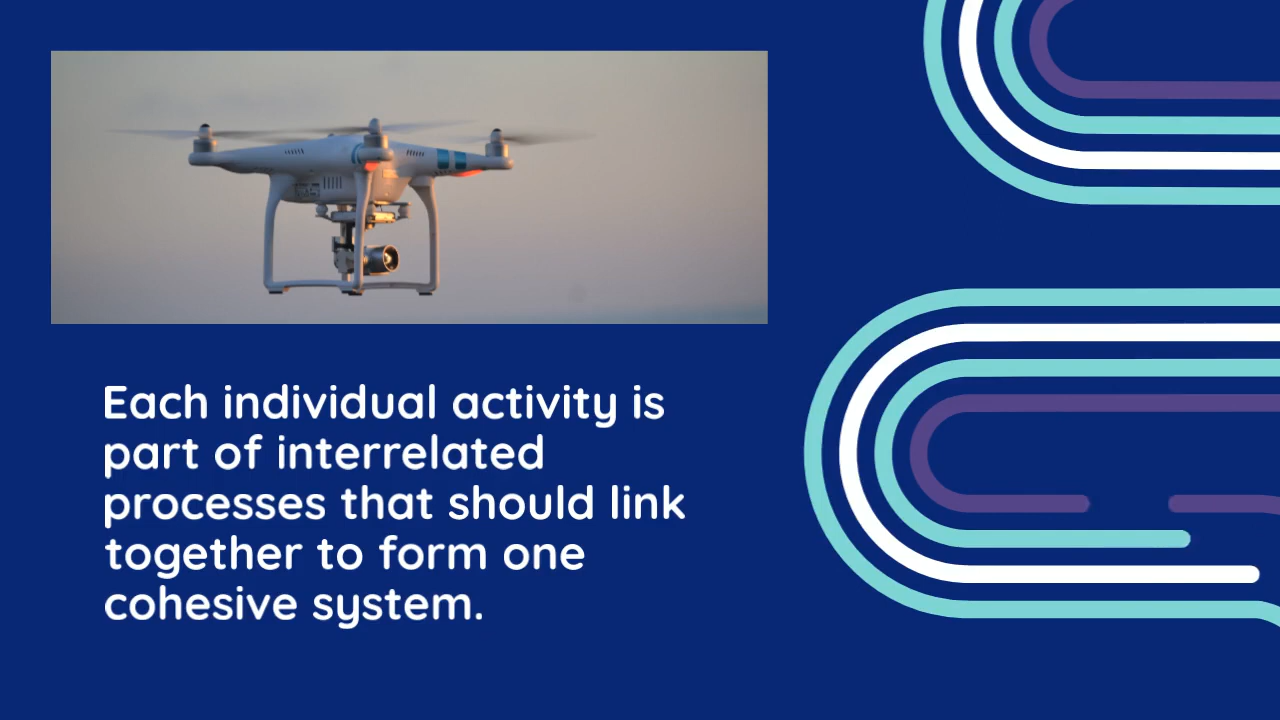 Each individual activity is
part of interrelated
processes that should link
together to form one
cohesive system.